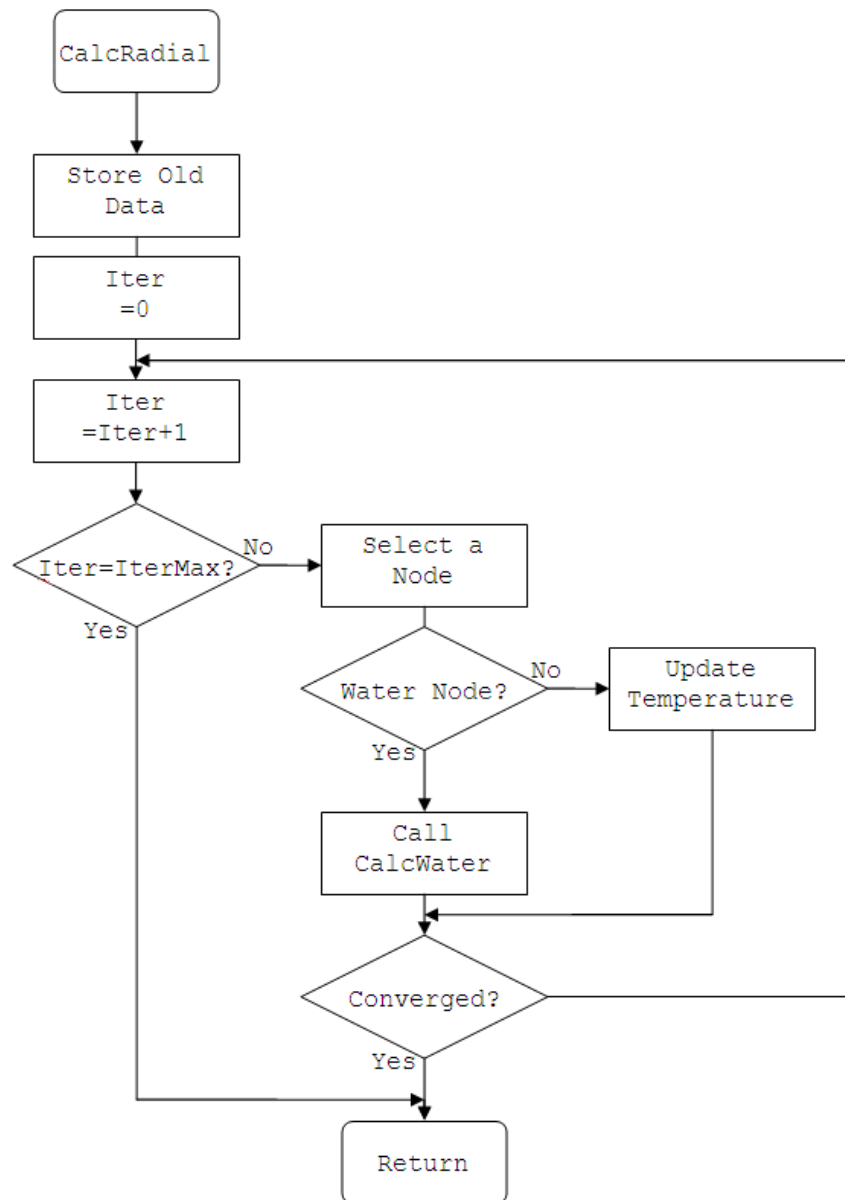 CalcRadial
Store Old
Data
Iter
=0
Iter
=Iter+1
Iter=IterMax?
No
Yes
Select a
Node
Water Node?
No
Yes
Update
Temperature
Call
CalcWater
Converged?
Yes
Return